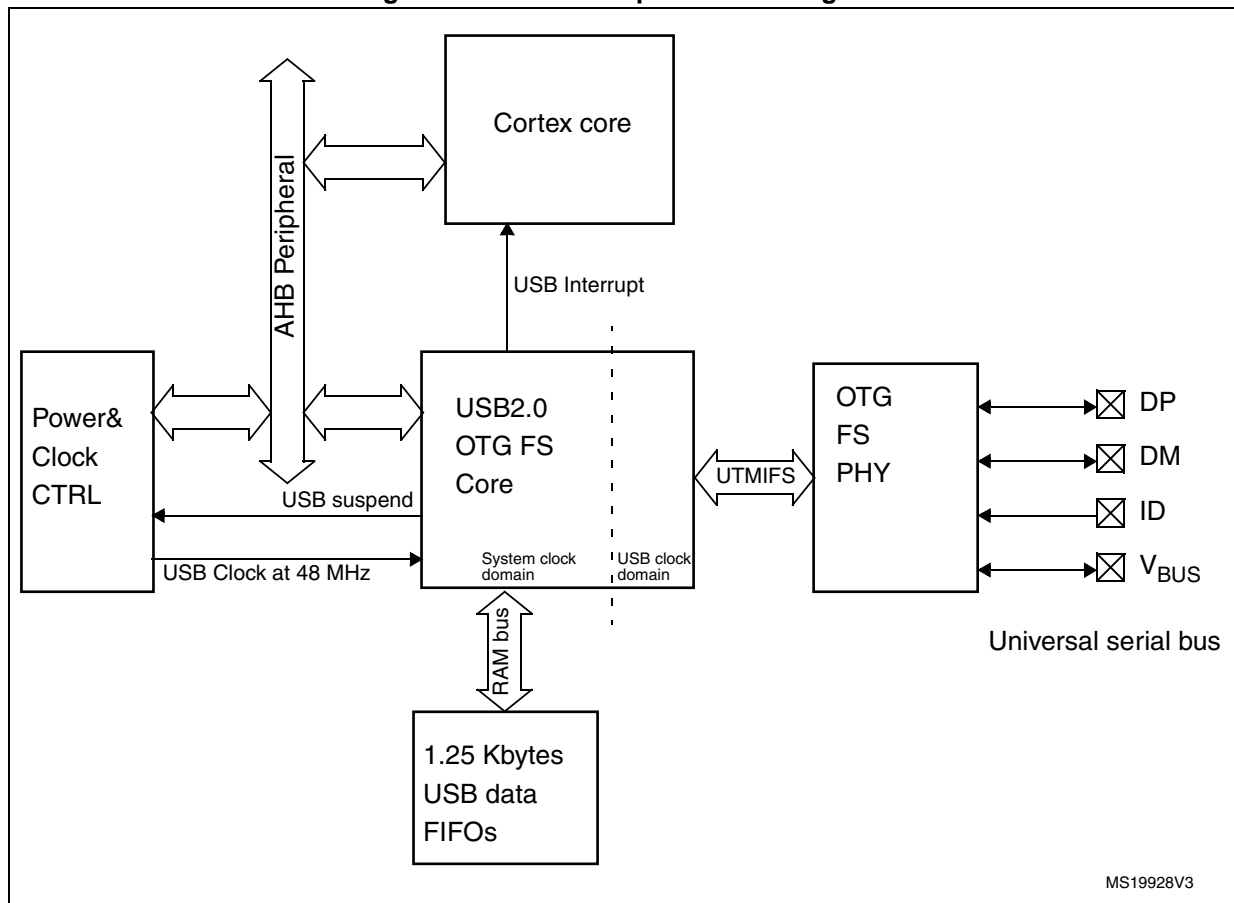 Cortex core
AHB Peripheral
USB Interrupt
Power&
Clock
CTRL
USB2.0
OTG FS
Core
OTG
FS
PHY
DP
DM
ID
VBUS
UTMIFS
USB suspend
USB Clock at 48 MHz
System clock
domain
USB clock
domain
Universal serial bus
RAM bus
1.25 Kbytes
USB data
FIFOs
MS19928V3